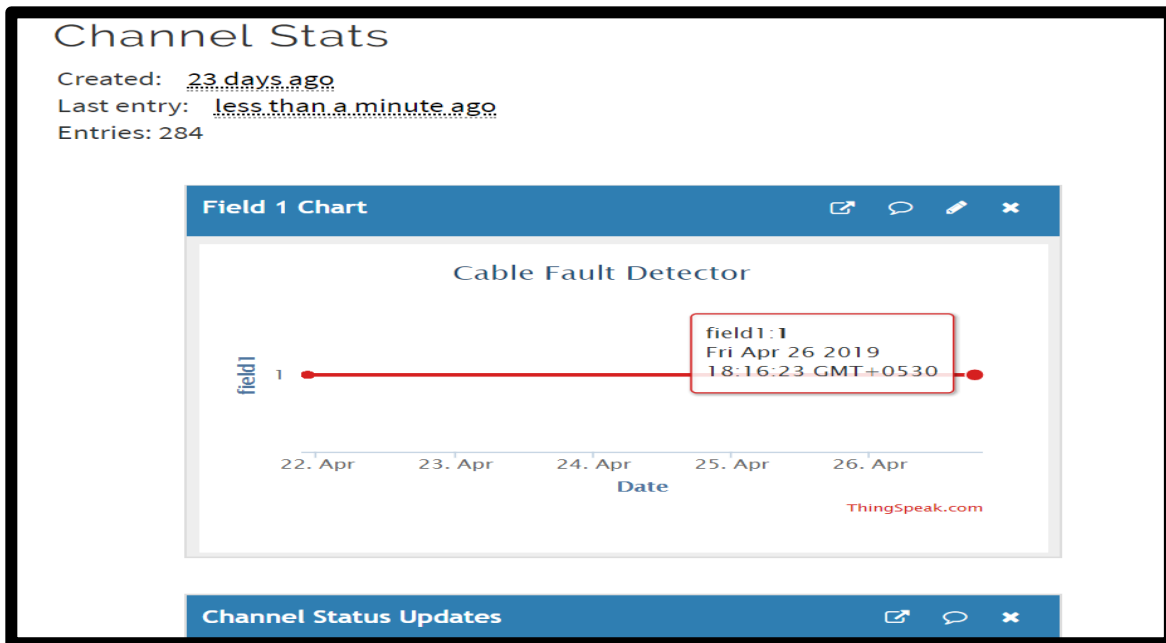 Channel Stats
Created: 23 days ago
Last entry: less than a minute ago
Entries: 284
Field 1 Chart
Cable Fault Detector
field1:1
Fri Apr 26 2019
18:16:23 GMT+0530
field1
1
22. Apr 23. Apr 24. Apr 25. Apr 26. Apr
Date
ThingSpeak.com
Channel Status Updates